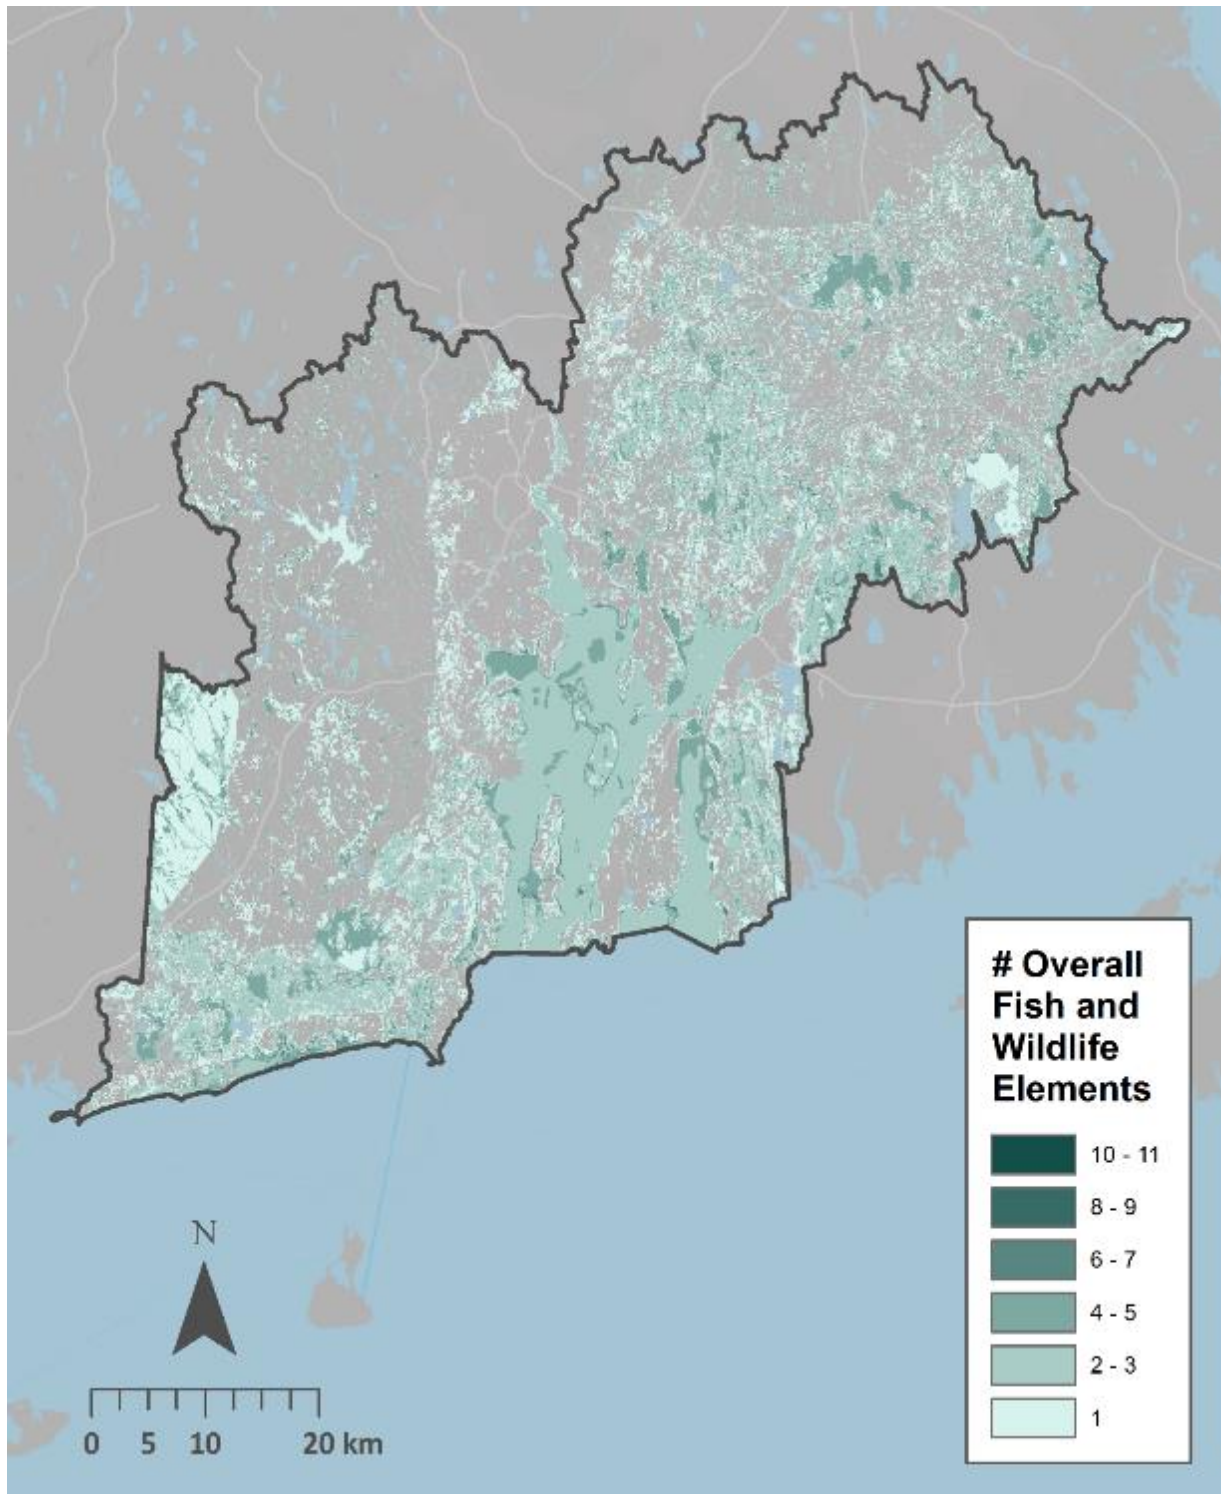 # Overall
Fish and
Wildlife
Elements
10 - 11
8 - 9
6 - 7
4 - 5
2 - 3
1
N
0 5 10 20 km